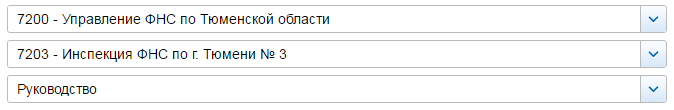 7200 - Управление ФНС по Тюменской области
7203 - Инспекция ФНС по г. Тюмени № 3
Руководство